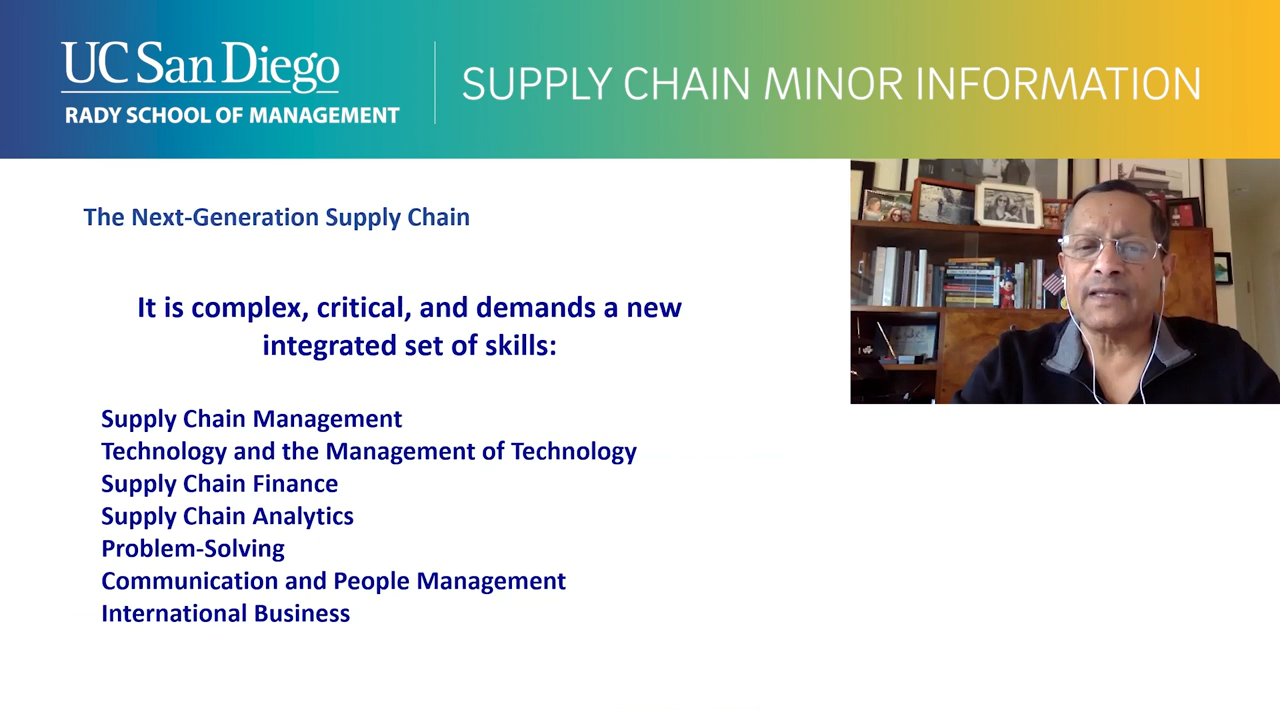 UC San Diego
RADY SCHOOL OF MANAGEMENT
SUPPLY CHAIN MINOR INFORMATION
The Next-Generation Supply Chain
It is complex, critical, and demands a new
integrated set of skills:
Supply Chain Management
Technology and the Management of Technology
Supply Chain Finance
Supply Chain Analytics
Problem-Solving
Communication and People Management
International Business